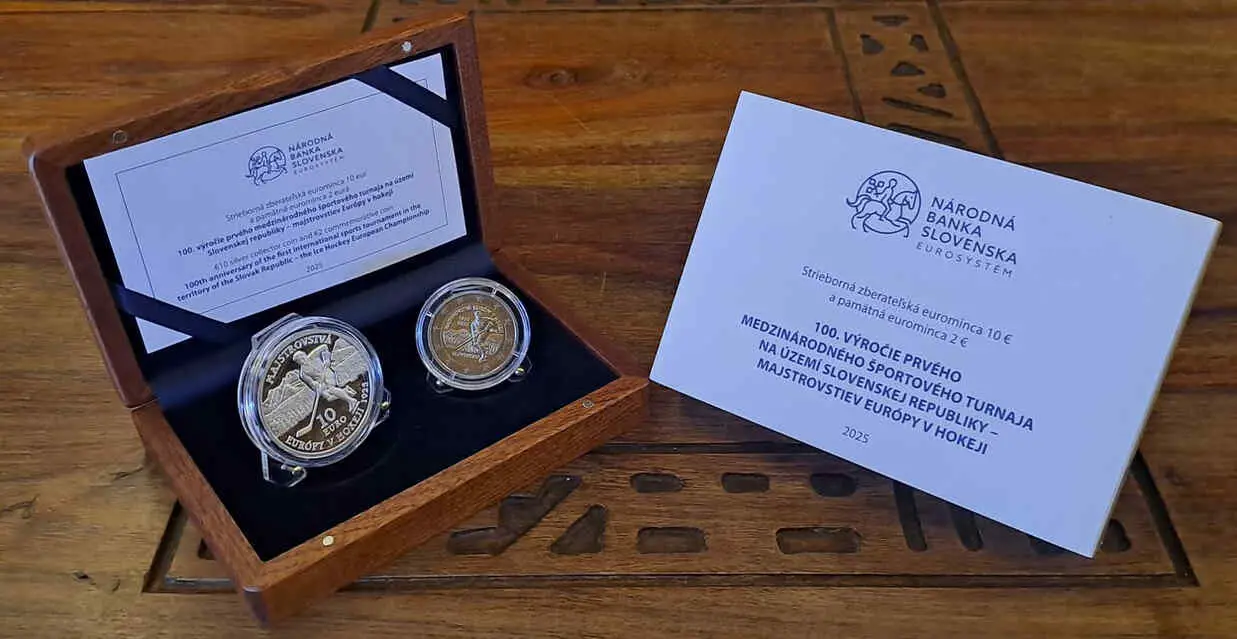 NÁRODNÁ
BANKA
SLOVENSKA
EUROSYSTÉM
Strieborná zberateľská eurominca 10 eur
a pamätná eurominca 2 eurá
100. výročie prvého medzinárodného športového turnaja na území
Slovenskej republiky – majstrovstiev Európy v hokeji
€10 silver collector coin and €2 commemorative coin
100th anniversary of the first international sports tournament in the
territory of the Slovak Republic – the Ice Hockey European Championship
2025
MAJSTROVSTVÁ
10
EURO
EURÓPY V HOKEJI 1925
NÁRODNÁ
BANKA
SLOVENSKA
EUROSYSTÉM
Strieborná zberateľská eurominca 10 €
a pamätná eurominca 2 €
100. VÝROČIE PRVÉHO
MEDZINÁRODNÉHO ŠPORTOVÉHO TURNAJA
NA ÚZEMÍ SLOVENSKEJ REPUBLIKY –
MAJSTROVSTIEV EURÓPY V HOKEJI
2025